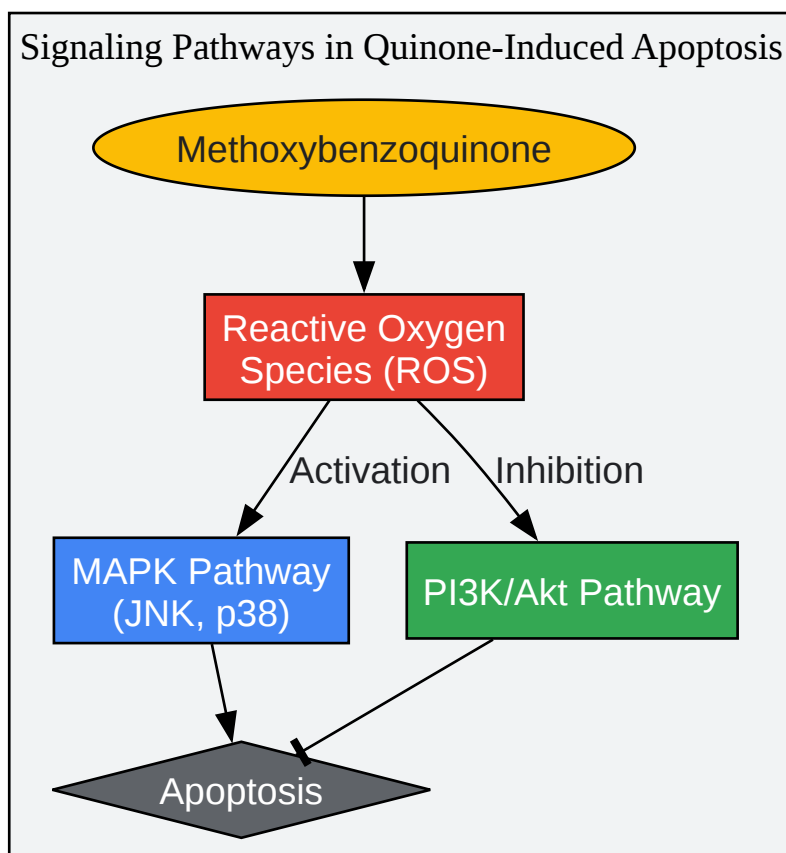 Signaling Pathways in Quinone-Induced Apoptosis
Methoxybenzoquinone
Reactive Oxygen
Species (ROS)
Activation
Inhibition
MAPK Pathway
(JNK, p38)
PI3K/Akt Pathway
Apoptosis